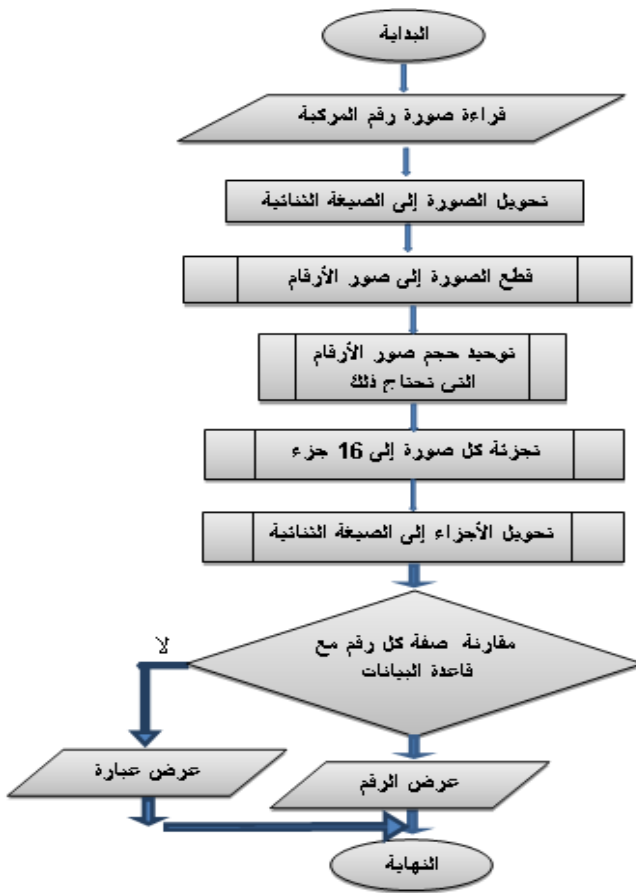 البداية
قراءة صورة رقم المركبة
تحويل الصورة إلى الصيغة الثنائية
قطع الصورة إلى صور الأرقام
توحيد حجم صور الأرقام
التي تحتاج ذلك
تجزئة كل صورة إلى 16 جزء
تحويل الأجزاء إلى الصيغة الثنائية
مقارنة صفة كل رقم مع
قاعدة البيانات
لا
عرض الرقم
عرض عبارة
النهاية